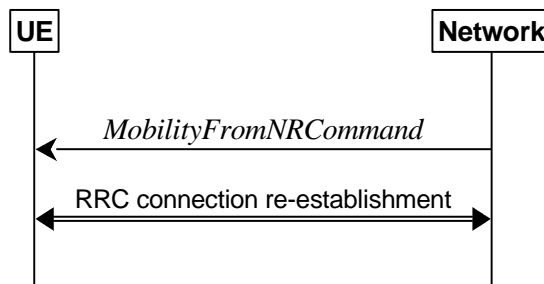 UE
Network
MobilityFromNRCommand
RRC connection re-establishment